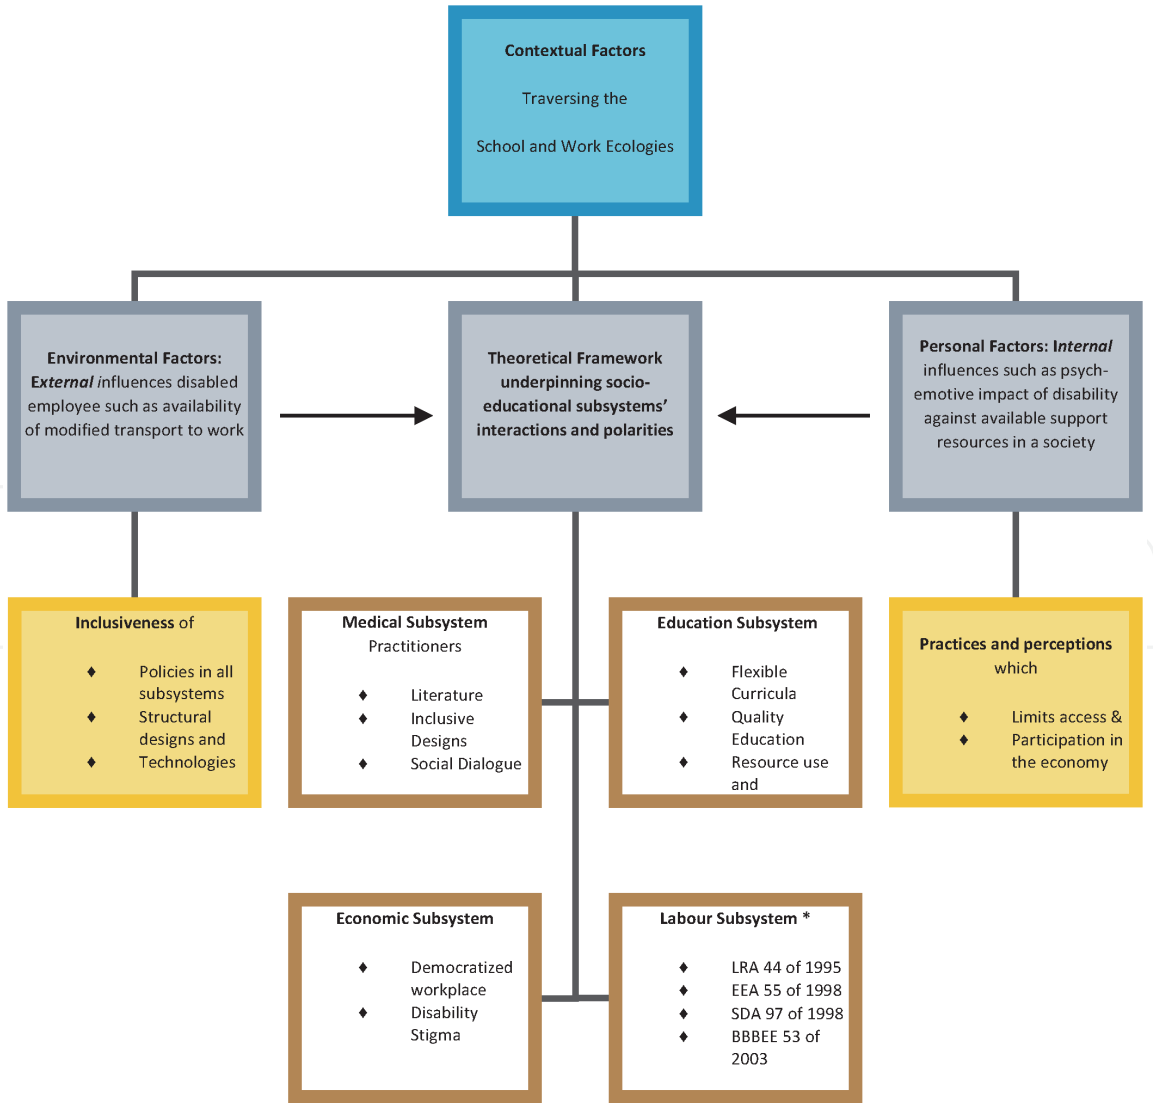 Contextual Factors
Traversing the
School and Work Ecologies
Environmental Factors:
External influences disabled
employee such as availability
of modified transport to work
Theoretical Framework
underpinning socio-
educational subsystems’
interactions and polarities
Personal Factors: Internal
influences such as psych-
emotive impact of disability
against available support
resources in a society
Inclusiveness of
♦ Policies in all
subsystems
♦ Structural
designs and
♦ Technologies
Medical Subsystem
Practitioners
♦ Literature
♦ Inclusive
Designs
♦ Social Dialogue
Education Subsystem
♦ Flexible
Curricula
♦ Quality
Education
♦ Resource use
and
Practices and perceptions
which
♦ Limits access &
♦ Participation in
the economy
Economic Subsystem
♦ Democratized
workplace
♦ Disability
Stigma
Labour Subsystem *
♦ LRA 44 of 1995
♦ EEA 55 of 1998
♦ SDA 97 of 1998
♦ BBBEE 53 of
2003